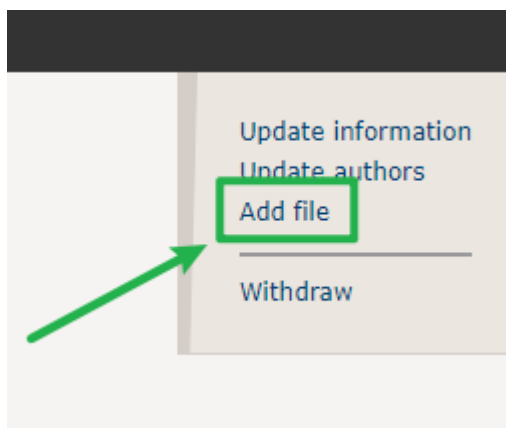 Update information
Update authors
Add file
Withdraw